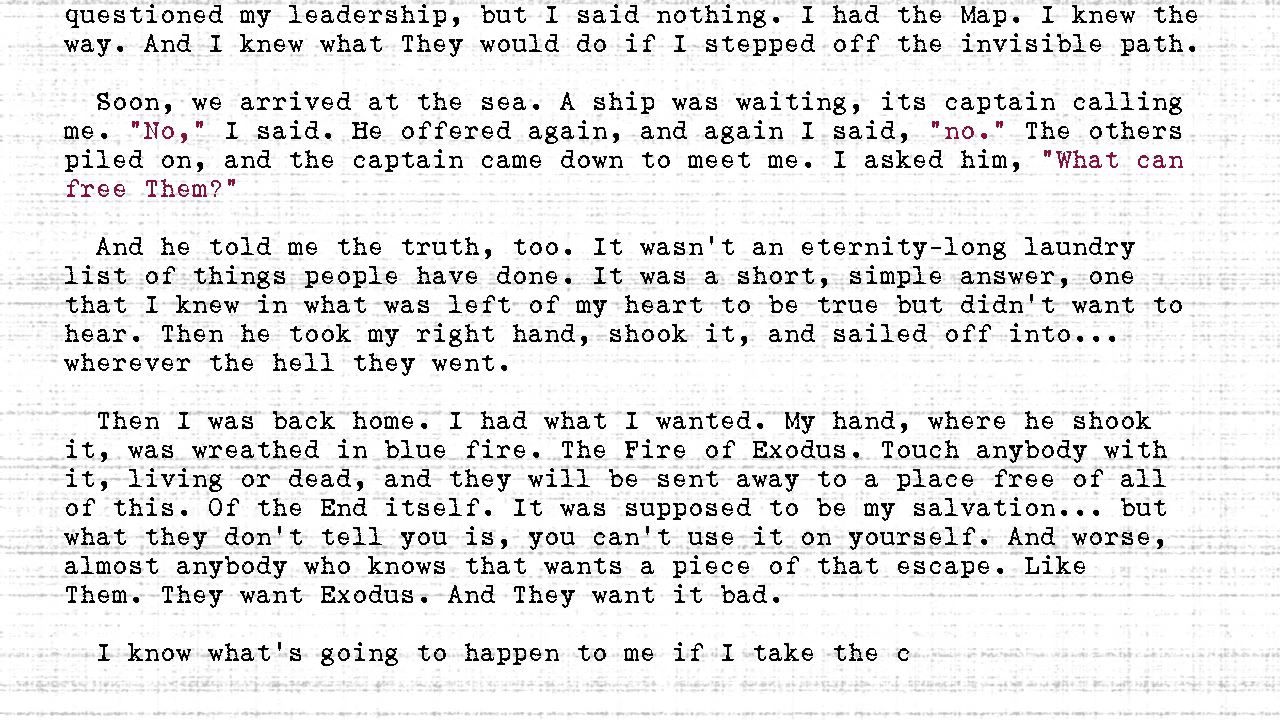 questioned my leadership, but I said nothing. I had the Map. I knew the
way. And I knew what They would do if I stepped off the invisible path.
Soon, we arrived at the sea. A ship was waiting, its captain calling
me. "No," I said. He offered again, and again I said, "no." The others
piled on, and the captain came down to meet me. I asked him, "What can
free Them?"
And he told me the truth, too. It wasn't an eternity-long laundry
list of things people have done. It was a short, simple answer, one
that I knew in what was left of my heart to be true but didn't want to
hear. Then he took my right hand, shook it, and sailed off into...
wherever the hell they went.
Then I was back home. I had what I wanted. My hand, where he shook
it, was wreathed in blue fire. The Fire of Exodus. Touch anybody with
it, living or dead, and they will be sent away to a place free of all
of this. Of the End itself. It was supposed to be my salvation... but
what they don't tell you is, you can't use it on yourself. And worse,
almost anybody who knows that wants a piece of that escape. Like
Them. They want Exodus. And They want it bad.
I know what's going to happen to me if I take the c